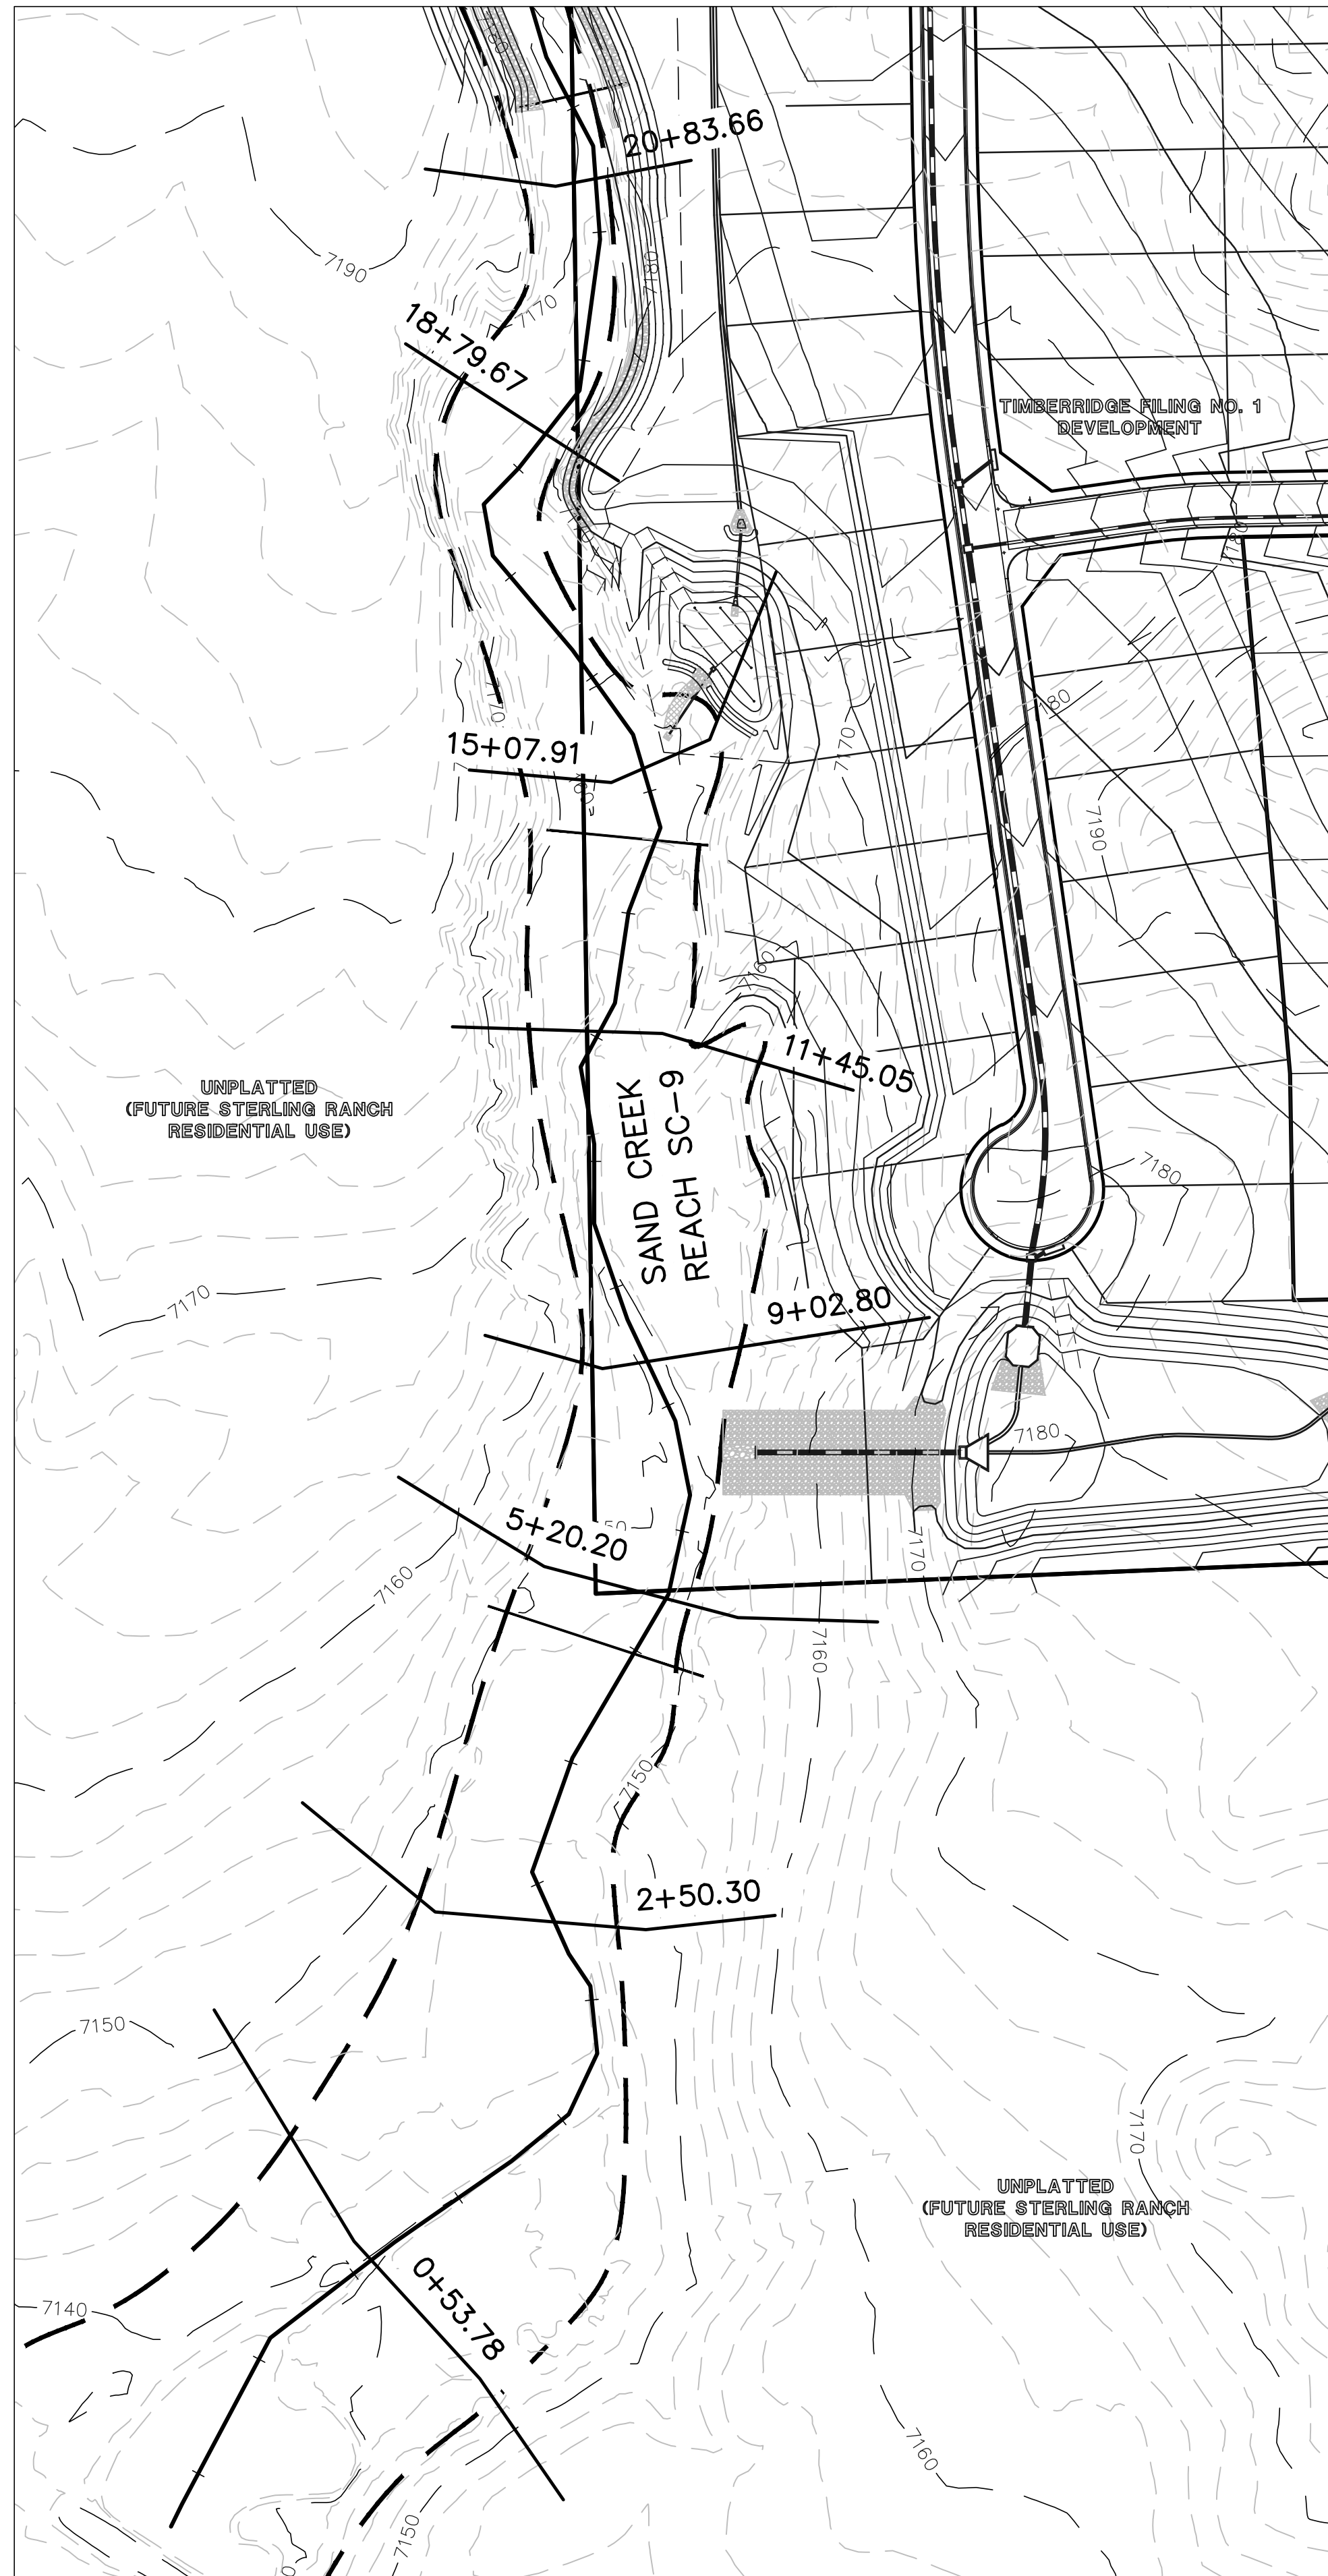 20+83.66
7190
7180
7170
18+79.67
TIMBERRIDGE FILING NO. 1
DEVELOPMENT
7180
7180
15+07.91
7170
7190
7160
11+45.05
UNPLATTED
(FUTURE STERLING RANCH
RESIDENTIAL USE)
SAND CREEK
REACH SC-9
7180
7170
9+02.80
7180
5+20.20
7170
7160
7160
7150
2+50.30
7150
7170
UNPLATTED
(FUTURE STERLING RANCH
RESIDENTIAL USE)
0+53.78
7140
7160
7150